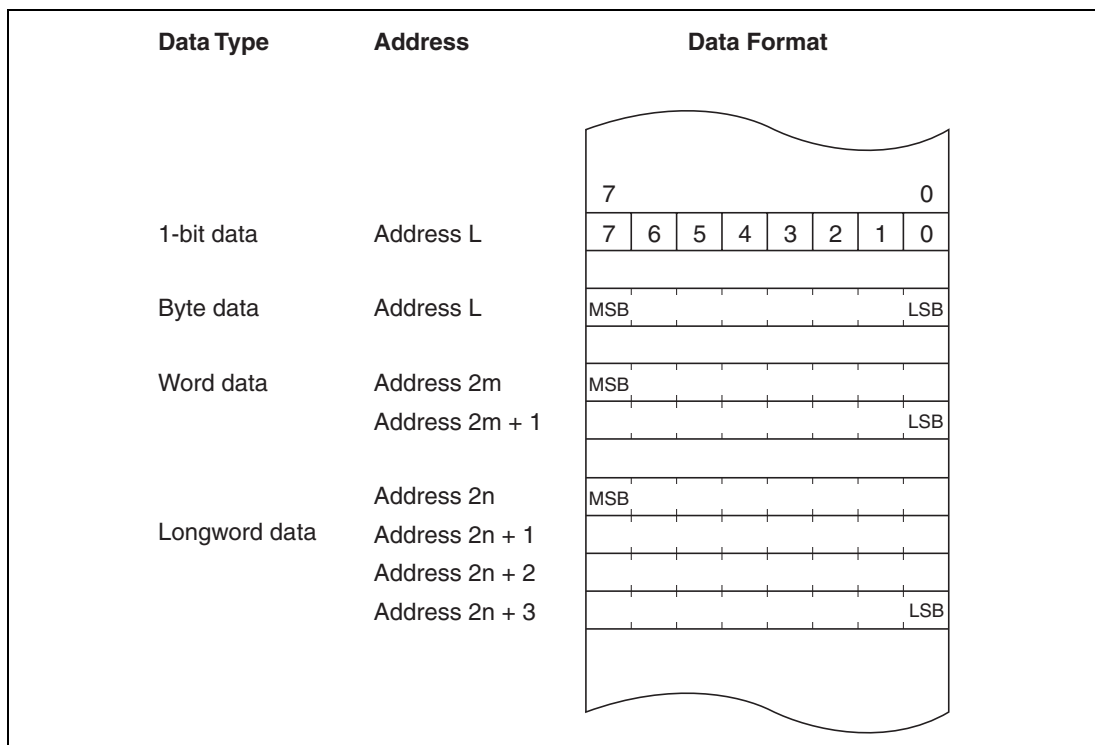 Data Type Address Data Format
7 0
1-bit data Address L 7 6 5 4 3 2 1 0
Byte data Address L MSB LSB
Word data Address 2m MSB
Address 2m + 1 LSB
Address 2n MSB
Longword data Address 2n + 1
Address 2n + 2
Address 2n + 3 LSB